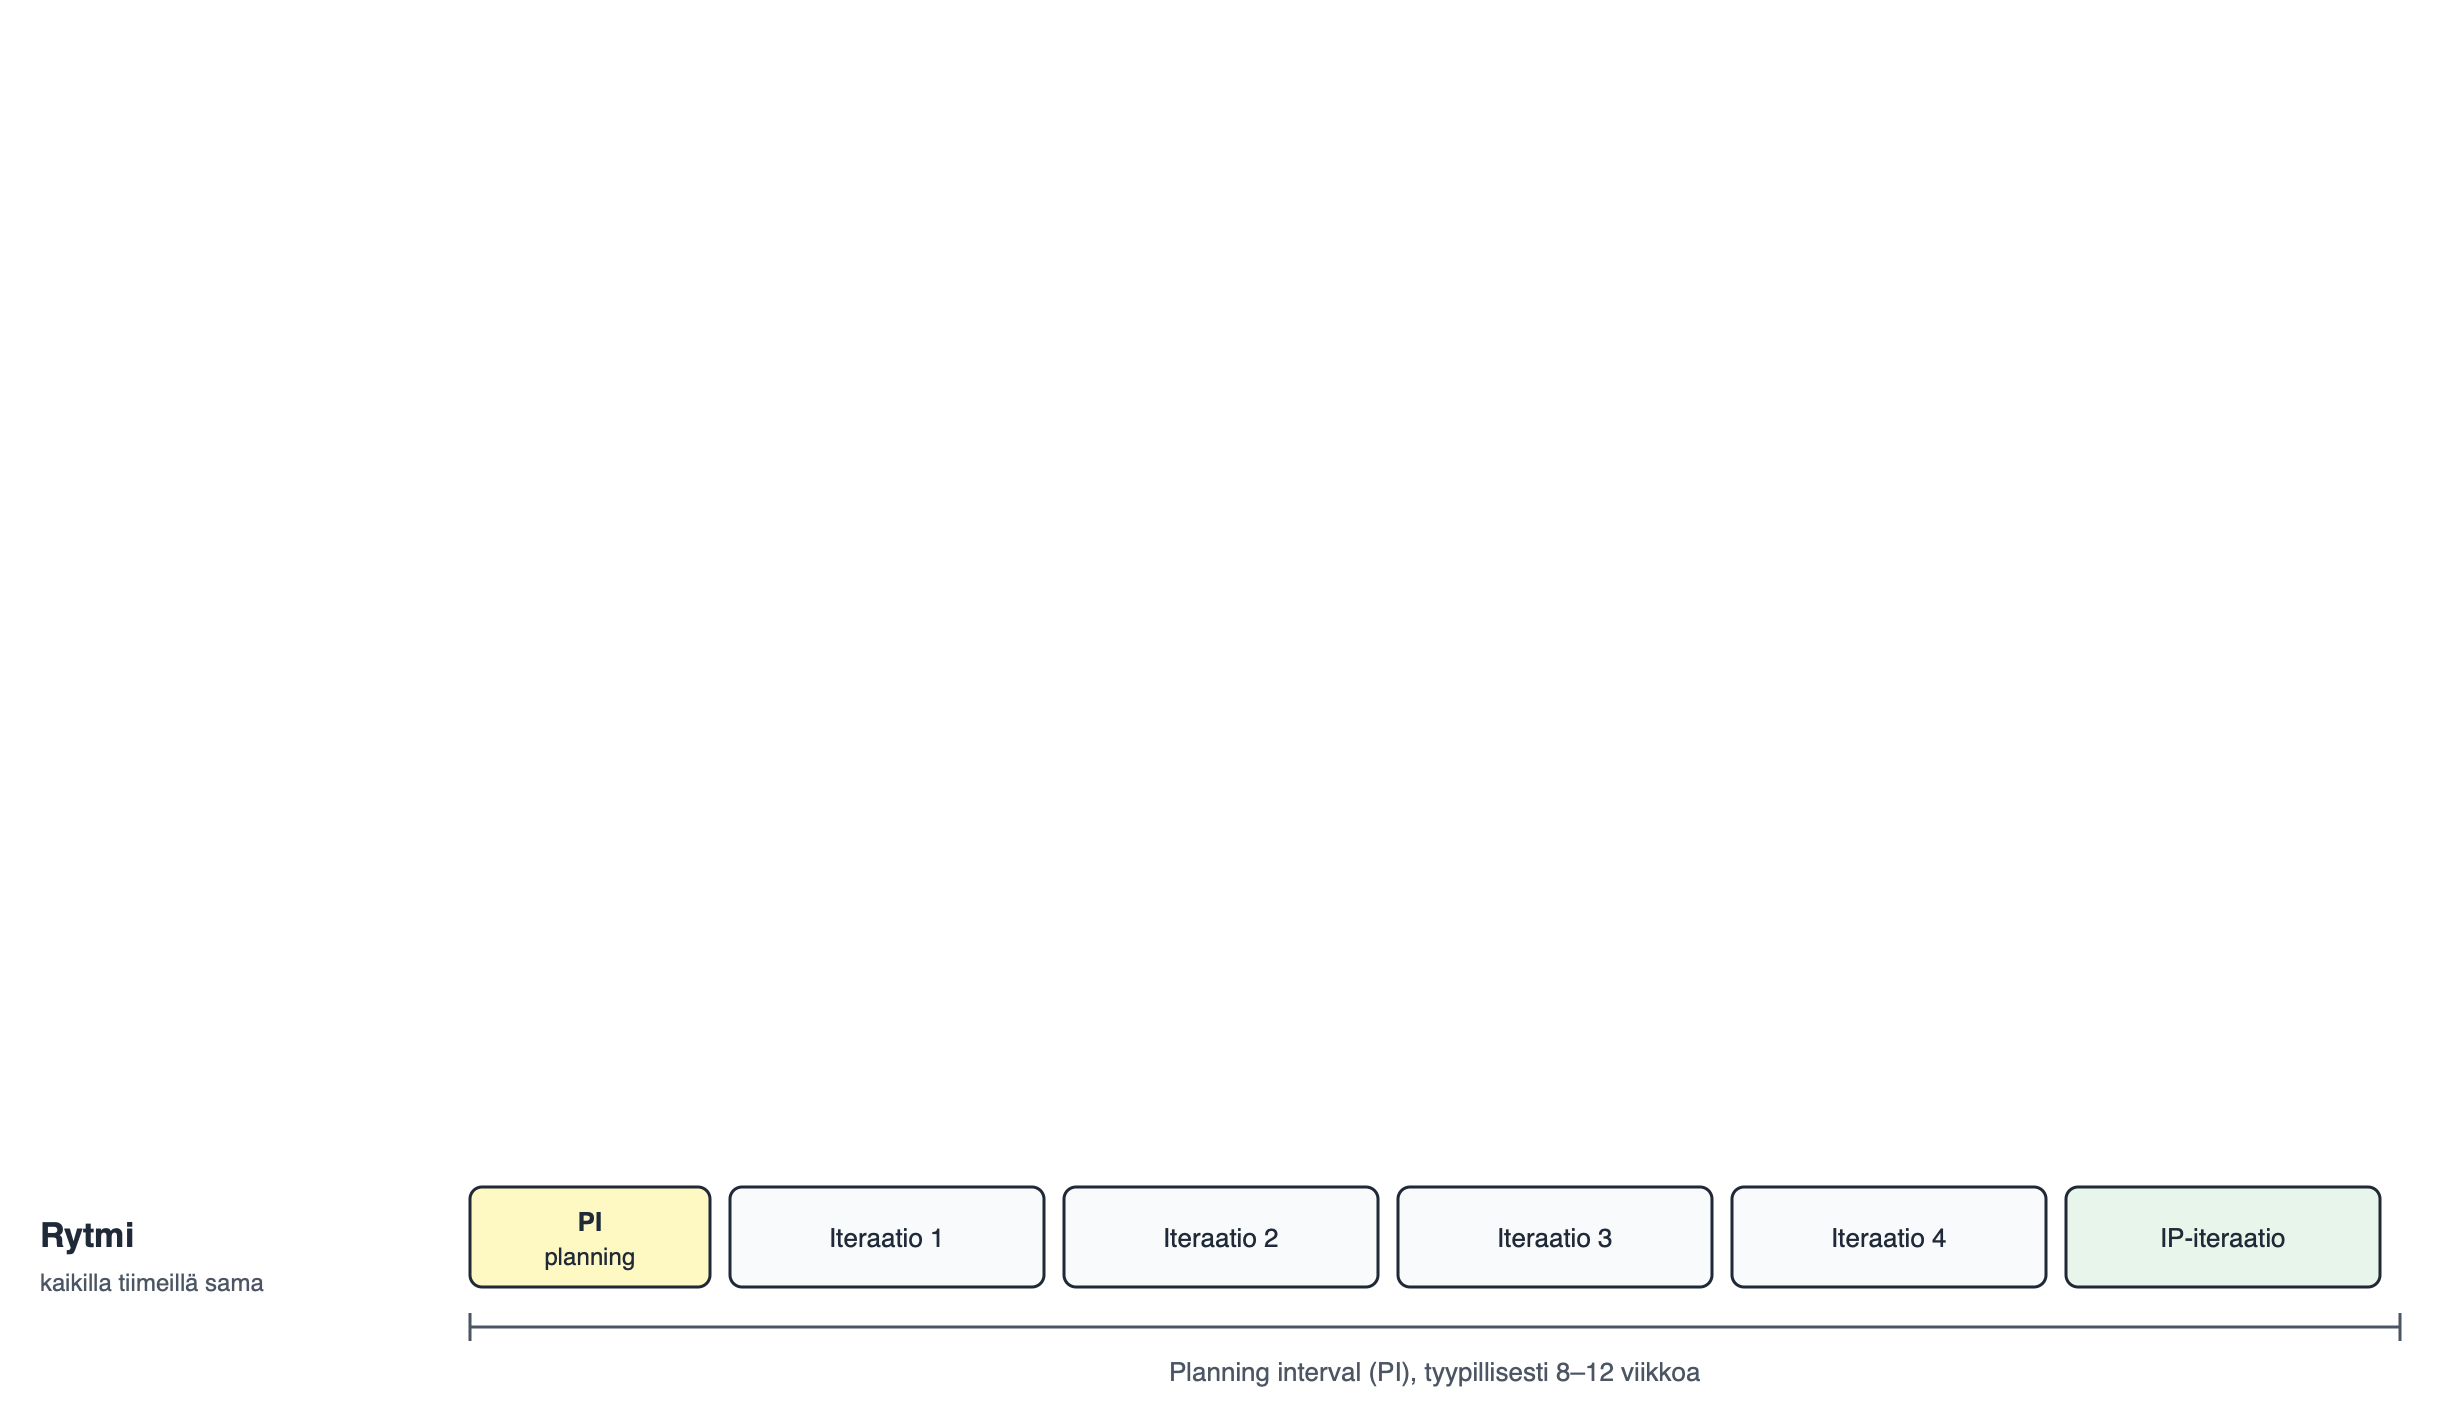 Rytmi
kaikilla tiimeillä sama
PI
planning
Iteraatio 1
Iteraatio 2
Iteraatio 3
Iteraatio 4
IP-iteraatio
Planning interval (PI), tyypillisesti 8–12 viikkoa